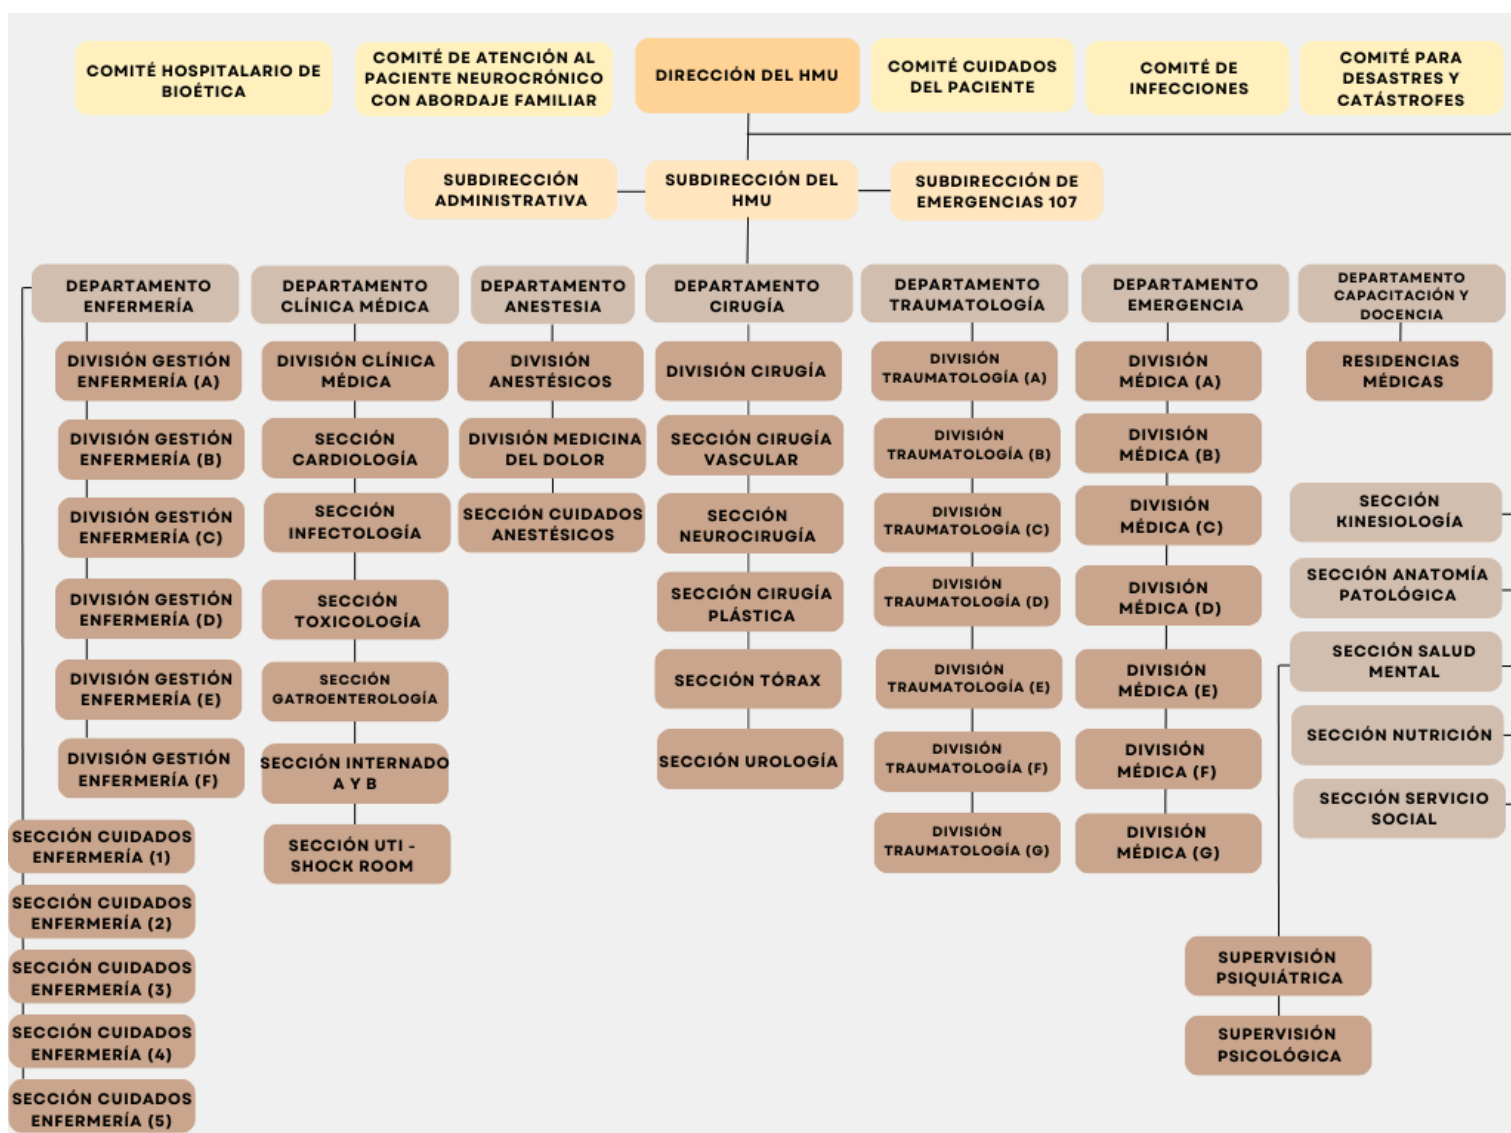 COMITÉ HOSPITALARIO DE
BIOÉTICA
COMITÉ DE ATENCIÓN AL
PACIENTE NEUROCRÓNICO
CON ABORDAJE FAMILIAR
DIRECCIÓN DEL HMU
COMITÉ CUIDADOS
DEL PACIENTE
COMITÉ DE
INFECCIONES
COMITÉ PARA
DESASTRES Y
CATÁSTROFES
SUBDIRECCIÓN
ADMINISTRATIVA
SUBDIRECCIÓN DEL
HMU
SUBDIRECCIÓN DE
EMERGENCIAS 107
DEPARTAMENTO
ENFERMERÍA
DIVISIÓN GESTIÓN
ENFERMERÍA (A)
DIVISIÓN GESTIÓN
ENFERMERÍA (B)
DIVISIÓN GESTIÓN
ENFERMERÍA (C)
DIVISIÓN GESTIÓN
ENFERMERÍA (D)
DIVISIÓN GESTIÓN
ENFERMERÍA (E)
DIVISIÓN GESTIÓN
ENFERMERÍA (F)
SECCIÓN CUIDADOS
ENFERMERÍA (1)
SECCIÓN CUIDADOS
ENFERMERÍA (2)
SECCIÓN CUIDADOS
ENFERMERÍA (3)
SECCIÓN CUIDADOS
ENFERMERÍA (4)
SECCIÓN CUIDADOS
ENFERMERÍA (5)
DEPARTAMENTO
CLÍNICA MÉDICA
DIVISIÓN CLÍNICA
MÉDICA
SECCIÓN
CARDIOLOGÍA
SECCIÓN
INFECTOLOGÍA
SECCIÓN
TOXICOLOGÍA
SECCIÓN
GATROENTEROLOGÍA
SECCIÓN INTERNADO
A Y B
SECCIÓN UTI -
SHOCK ROOM
DEPARTAMENTO
ANESTESIA
DIVISIÓN
ANESTÉSICOS
DIVISIÓN MEDICINA
DEL DOLOR
SECCIÓN CUIDADOS
ANESTÉSICOS
DEPARTAMENTO
CIRUGÍA
DIVISIÓN CIRUGÍA
SECCIÓN CIRUGÍA
VASCULAR
SECCIÓN
NEUROCIRUGÍA
SECCIÓN CIRUGÍA
PLÁSTICA
SECCIÓN TÓRAX
SECCIÓN UROLOGÍA
DEPARTAMENTO
TRAUMATOLOGÍA
DIVISIÓN
TRAUMATOLOGÍA (A)
DIVISIÓN
TRAUMATOLOGÍA (B)
DIVISIÓN
TRAUMATOLOGÍA (C)
DIVISIÓN
TRAUMATOLOGÍA (D)
DIVISIÓN
TRAUMATOLOGÍA (E)
DIVISIÓN
TRAUMATOLOGÍA (F)
DIVISIÓN
TRAUMATOLOGÍA (G)
DEPARTAMENTO
EMERGENCIA
DIVISIÓN
MÉDICA (A)
DIVISIÓN
MÉDICA (B)
DIVISIÓN
MÉDICA (C)
DIVISIÓN
MÉDICA (D)
DIVISIÓN
MÉDICA (E)
DIVISIÓN
MÉDICA (F)
DIVISIÓN
MÉDICA (G)
DEPARTAMENTO
CAPACITACIÓN Y
DOCENCIA
RESIDENCIAS
MÉDICAS
SECCIÓN
KINESIOLOGÍA
SECCIÓN ANATOMÍA
PATOLÓGICA
SECCIÓN SALUD
MENTAL
SECCIÓN NUTRICIÓN
SECCIÓN SERVICIO
SOCIAL
SUPERVISIÓN
PSIQUIÁTRICA
SUPERVISIÓN
PSICOLÓGICA